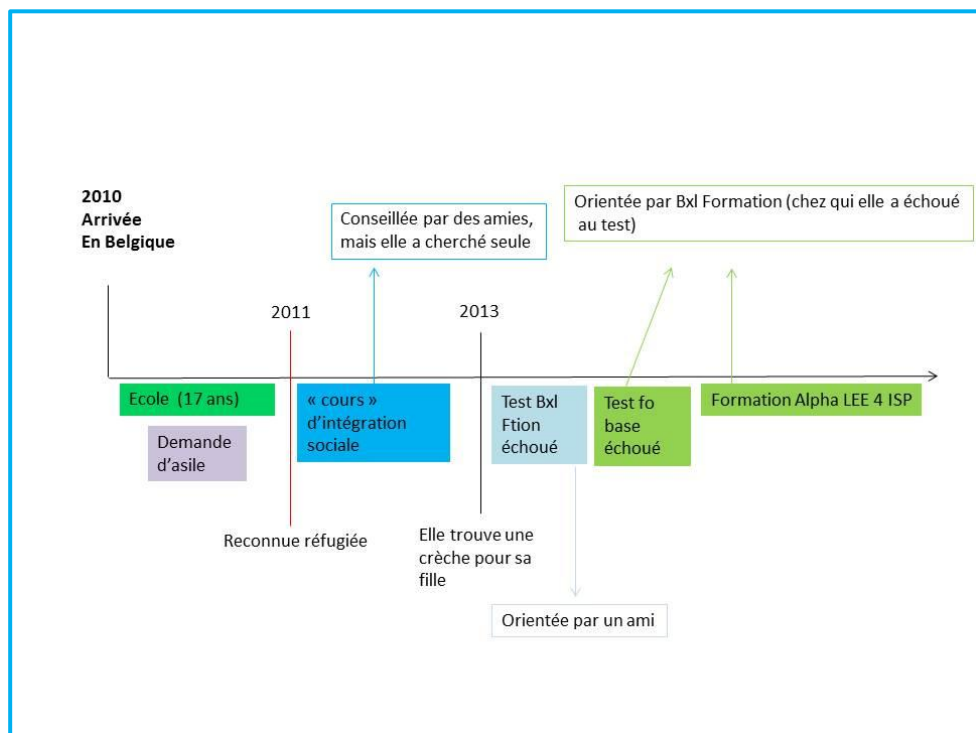 2010
Arrivée
En Belgique
Conseillée par des amies,
mais elle a cherché seule
Orientée par Bxl Formation (chez qui elle a échoué
au test)
2011
2013
Ecole (17 ans)
Demande
d'asile
« cours »
d'intégration
sociale
Test Bxl
Ftion
échoué
Test fo
base
échoué
Formation Alpha LEE 4 ISP
Reconnue réfugiée
Elle trouve une
crèche pour sa
fille
Orientée par un ami